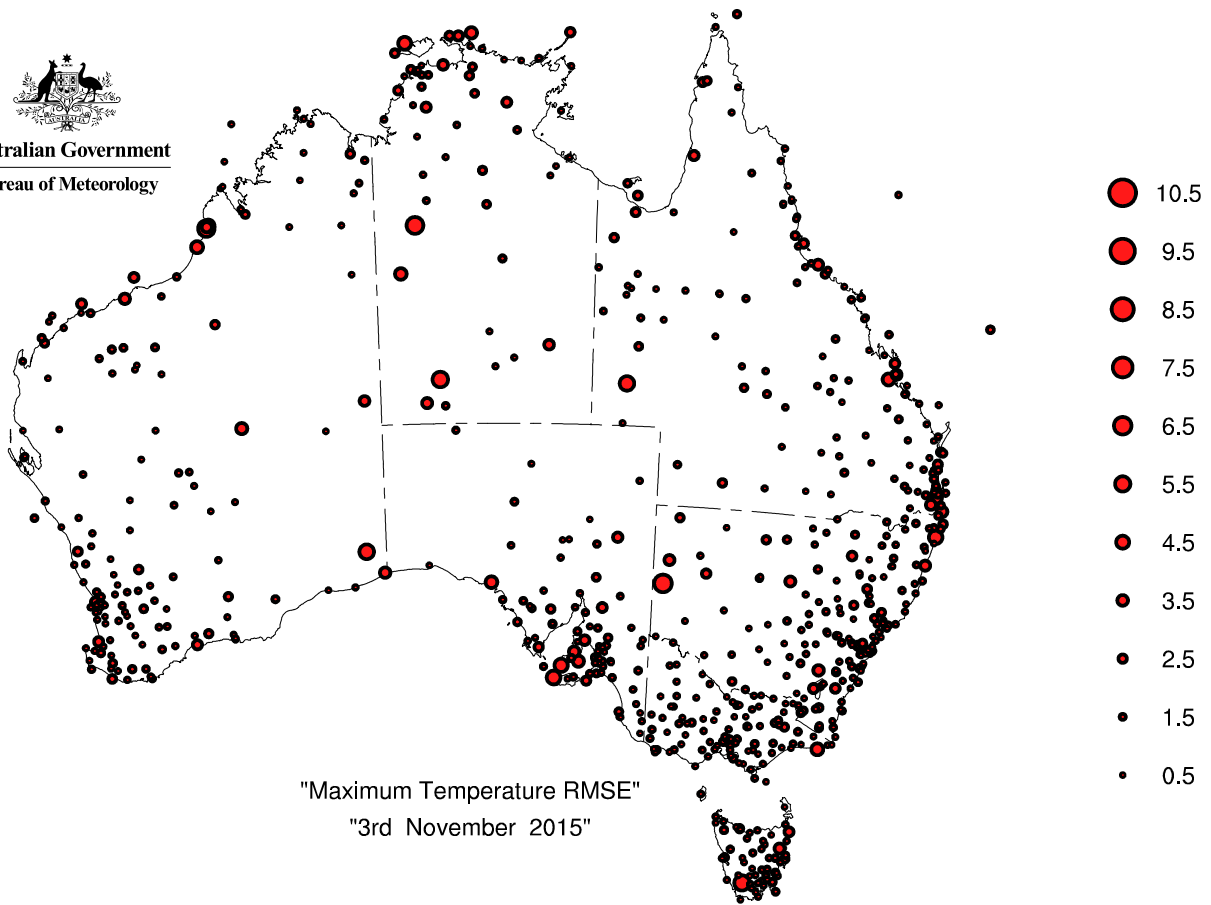 AUSTRALIA
tralian Government
reau of Meteorology
10.5
9.5
8.5
7.5
6.5
5.5
4.5
3.5
2.5
1.5
0.5
"Maximum Temperature RMSE"
"3rd November 2015"